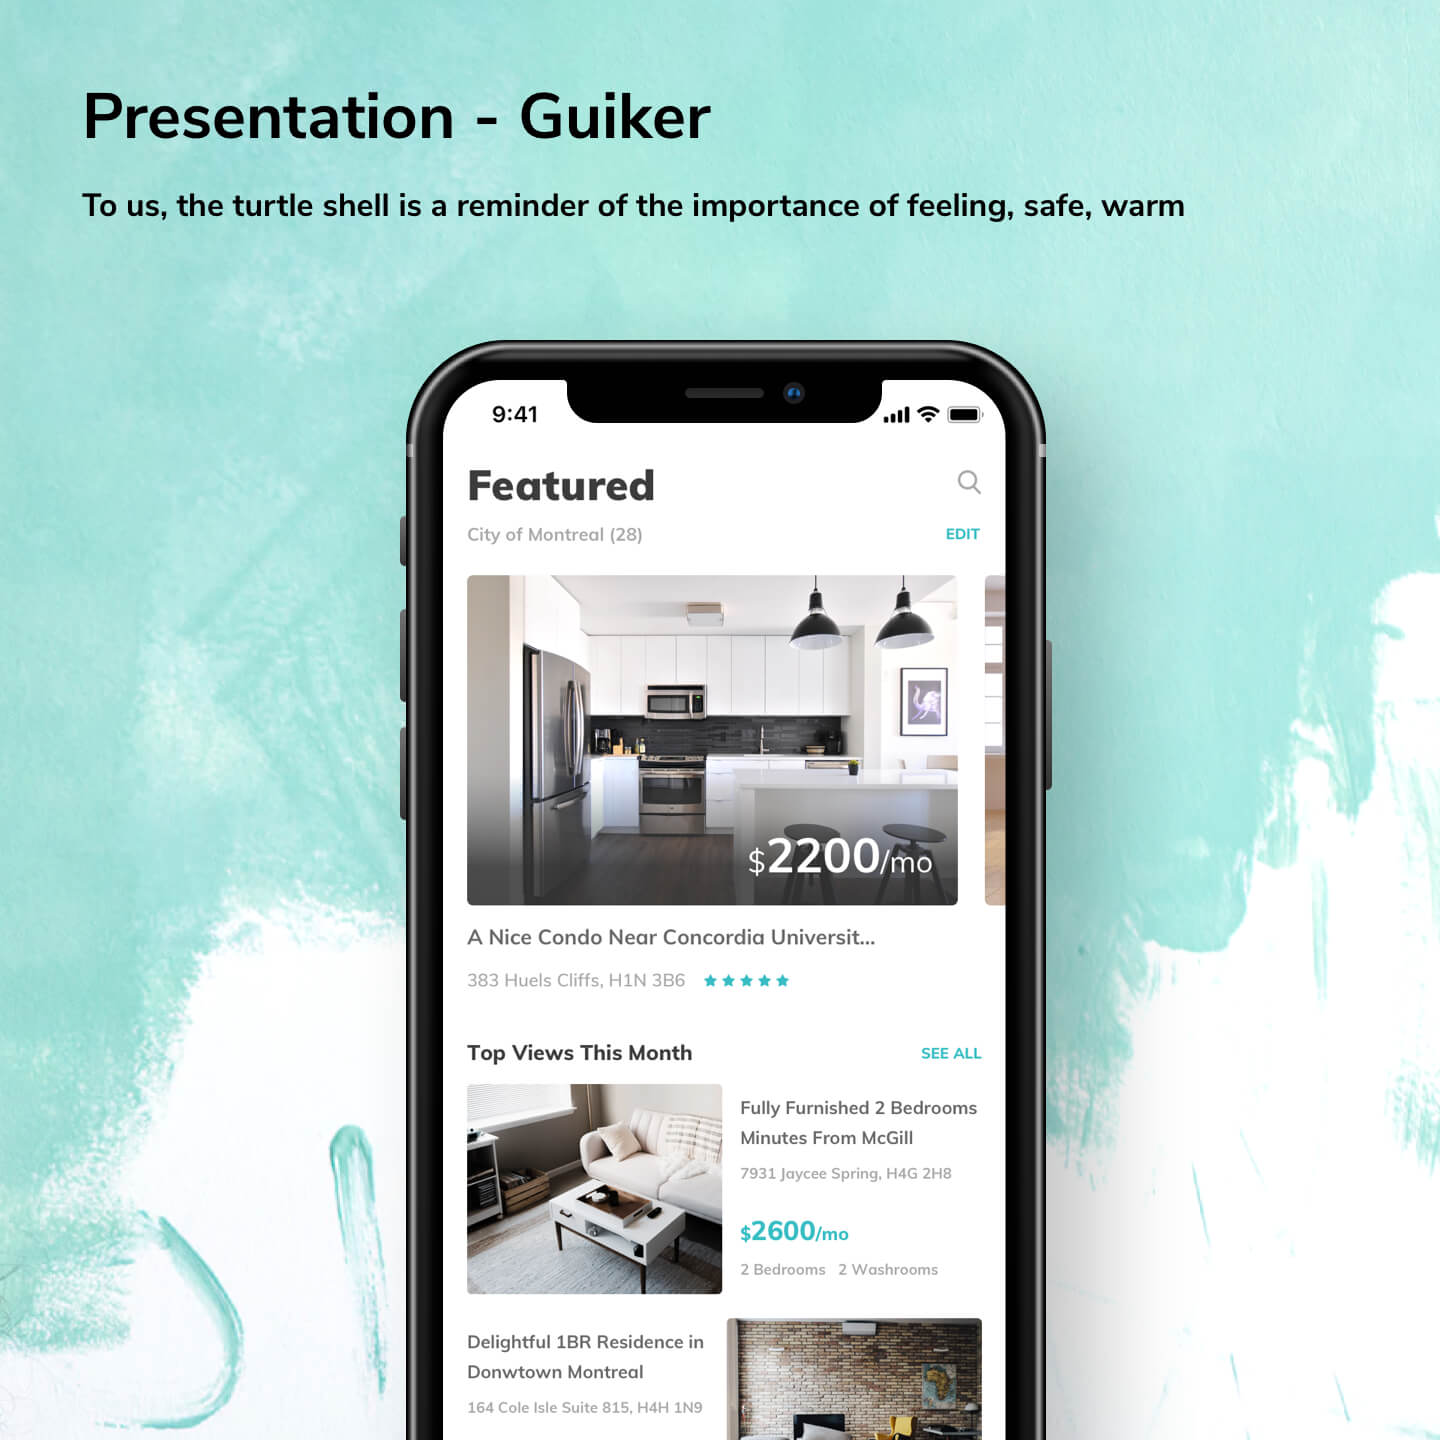 Presentation - Guiker
To us, the turtle shell is a reminder of the importance of feeling, safe, warm
9:41
Featured
City of Montreal (28)
EDIT
$2200/mo
A Nice Condo Near Concordia Universit...
383 Huels Cliffs, H1N 3B6
Top Views This Month
SEE ALL
Fully Furnished 2 Bedrooms
Minutes From McGill
7931 Jaycee Spring, H4G 2H8
$2600/mo
2 Bedrooms 2 Washrooms
Delightful 1BR Residence in
Donwtown Montreal
164 Cole Isle Suite 815, H4H 1N9